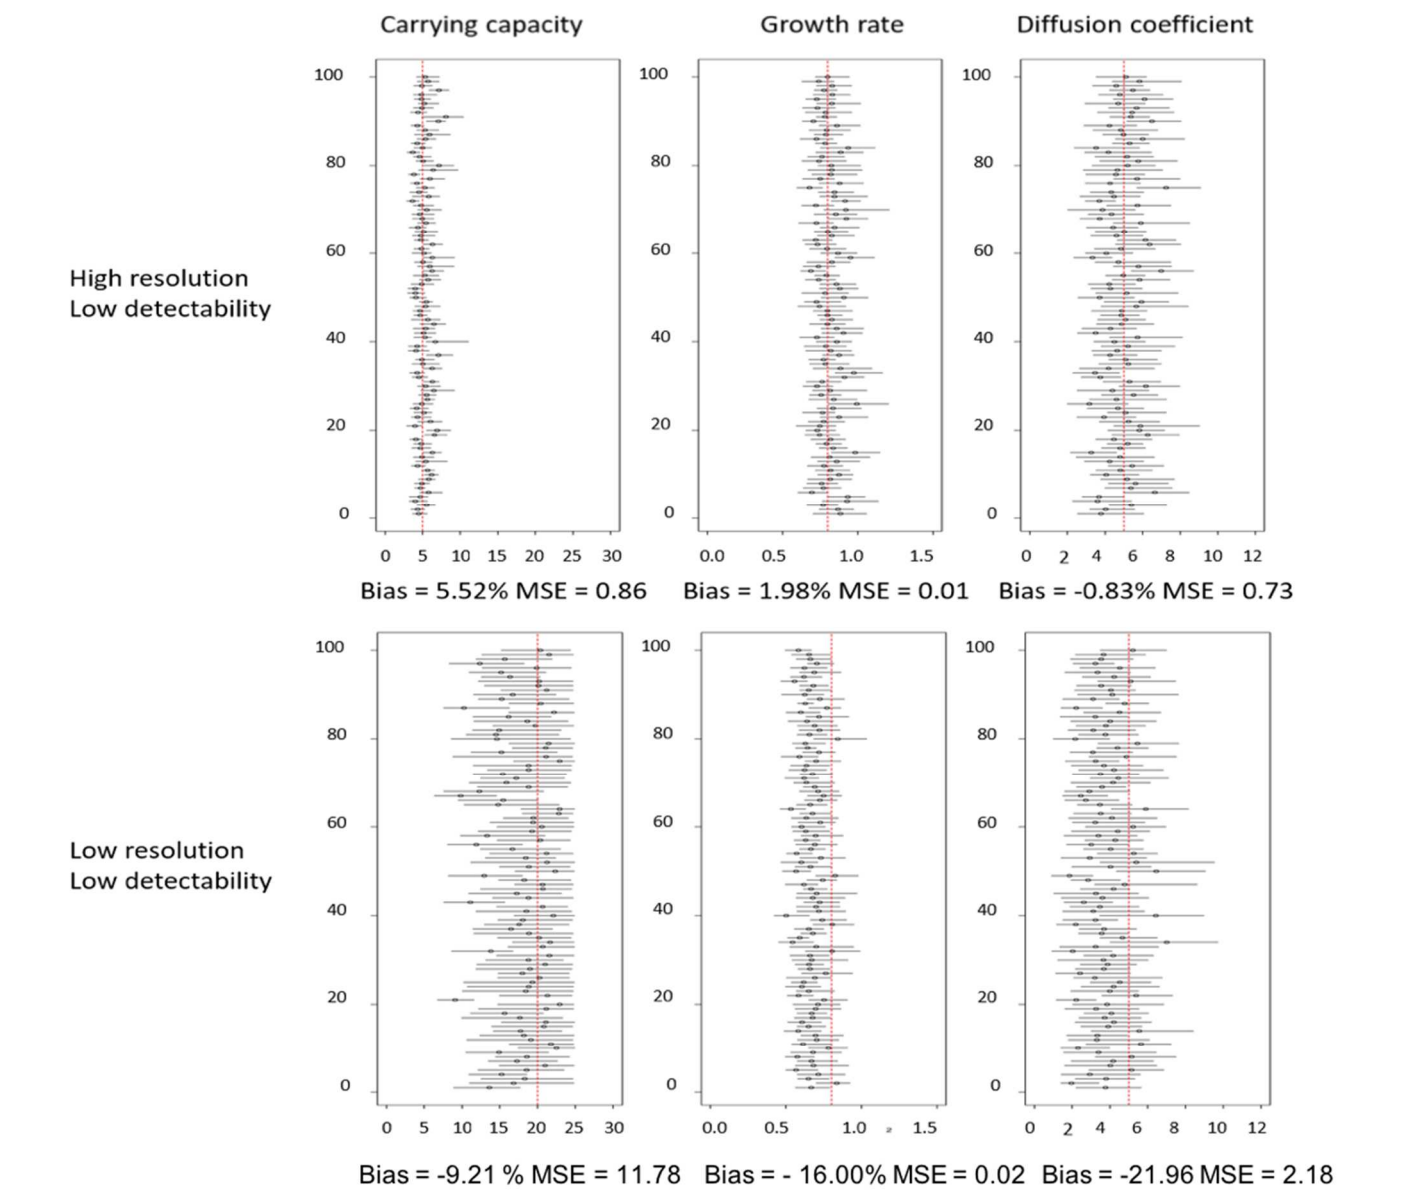 Carrying capacity Growth rate Diffusion coefficient
100 100 100
80 80 80
60 60 60
High resolution
Low detectability
40 40 40
20 20 20
0 0 0
0 5 10 15 20 25 30 0.0 0.5 1.0 1.5 0 2 4 6 8 10 12
Bias = 5.52% MSE = 0.86 Bias = 1.98% MSE = 0.01 Bias = -0.83% MSE = 0.73
100 100 100
80 80 80
60 60 60
Low resolution
Low detectability
40 40 40
20 20 20
0 0 0
0 5 10 15 20 25 30 0.0 0.5 1.0 1.5 0 2 4 6 8 10 12
Bias = -9.21 % MSE = 11.78 Bias = - 16.00% MSE = 0.02 Bias = -21.96 MSE = 2.18